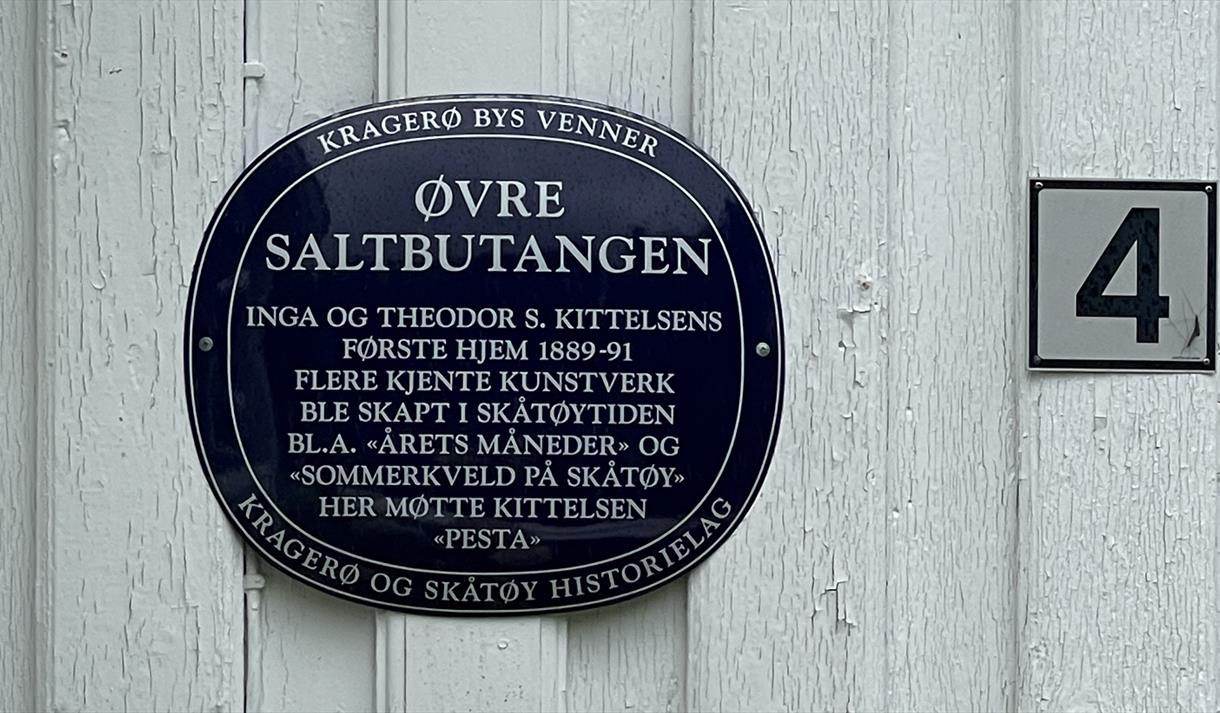 KRAGERØ BYS VENNER
ØVRE
SALTBUTANGEN
INGA OG THEODOR S. KITTELSENS
FØRSTE HJEM 1889-91
FLERE KJENTE KUNSTVERK
BLE SKAPT I SKÅTØYTIDEN
BL.A. «ÅRETS MÅNEDER» OG
«SOMMERKVELD PÅ SKÅTØY»
HER MØTTE KITTELSEN
«PESTA»
KRAGERØ OG SKÅTØY HISTORIELAG
4